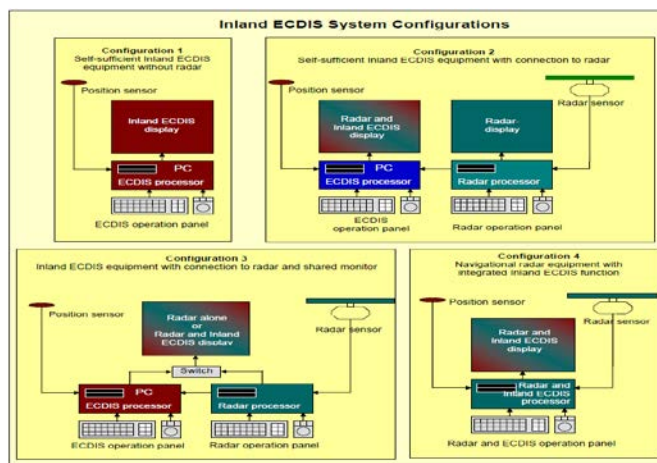 Inland ECDIS System Configurations
Configuration 1
Self-sufficient Inland ECDIS
equipment without radar
Position sensor
Inland ECDIS
display
PC
ECDIS processor
ECDIS operation panel
Configuration 2
Self-sufficient Inland ECDIS equipment with connection to radar
Position sensor
Radar sensor
Radar and
Inland ECDIS
display
Radar-
display
PC
ECDIS processor
Radar processor
ECDIS
operation panel
Radar operation panel
Configuration 3
Inland ECDIS equipment with connection to radar and shared monitor
Position sensor
Radar sensor
Radar alone
or
Radar and Inland
ECDIS display
Switch
PC
ECDIS processor
Radar processor
ECDIS operation panel
Radar operation panel
Configuration 4
Navigational radar equipment with
integrated Inland ECDIS function
Position sensor
Radar sensor
Radar and
Inland ECDIS
display
Radar and
Inland ECDIS
processor
Radar and ECDIS operation panel